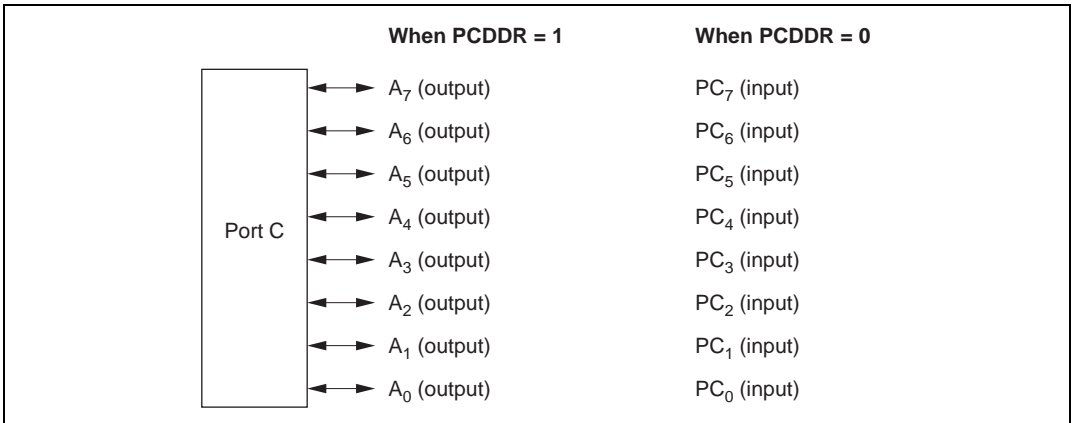 When PCDDR = 1 When PCDDR = 0
A7 (output) PC7 (input)
A6 (output) PC6 (input)
A5 (output) PC5 (input)
A4 (output) PC4 (input)
Port C
A3 (output) PC3 (input)
A2 (output) PC2 (input)
A1 (output) PC1 (input)
A0 (output) PC0 (input)